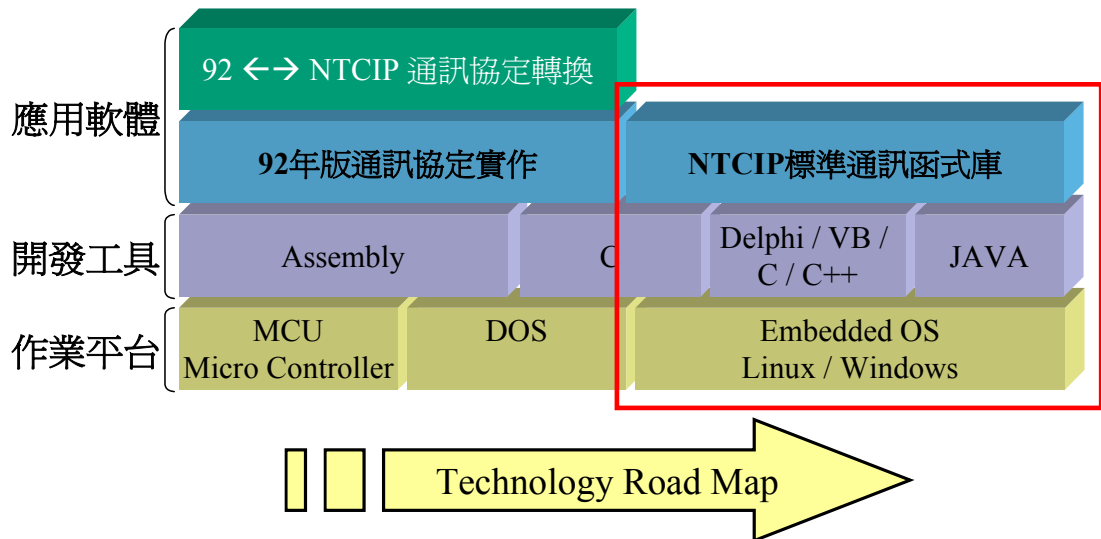 應用軟體
92 ←→ NTCIP 通訊協定轉換
92年版通訊協定實作
NTCIP標準通訊函式庫
開發工具
Assembly
C
Delphi / VB /
C / C++
JAVA
作業平台
MCU
Micro Controller
DOS
Embedded OS
Linux / Windows
Technology Road Map